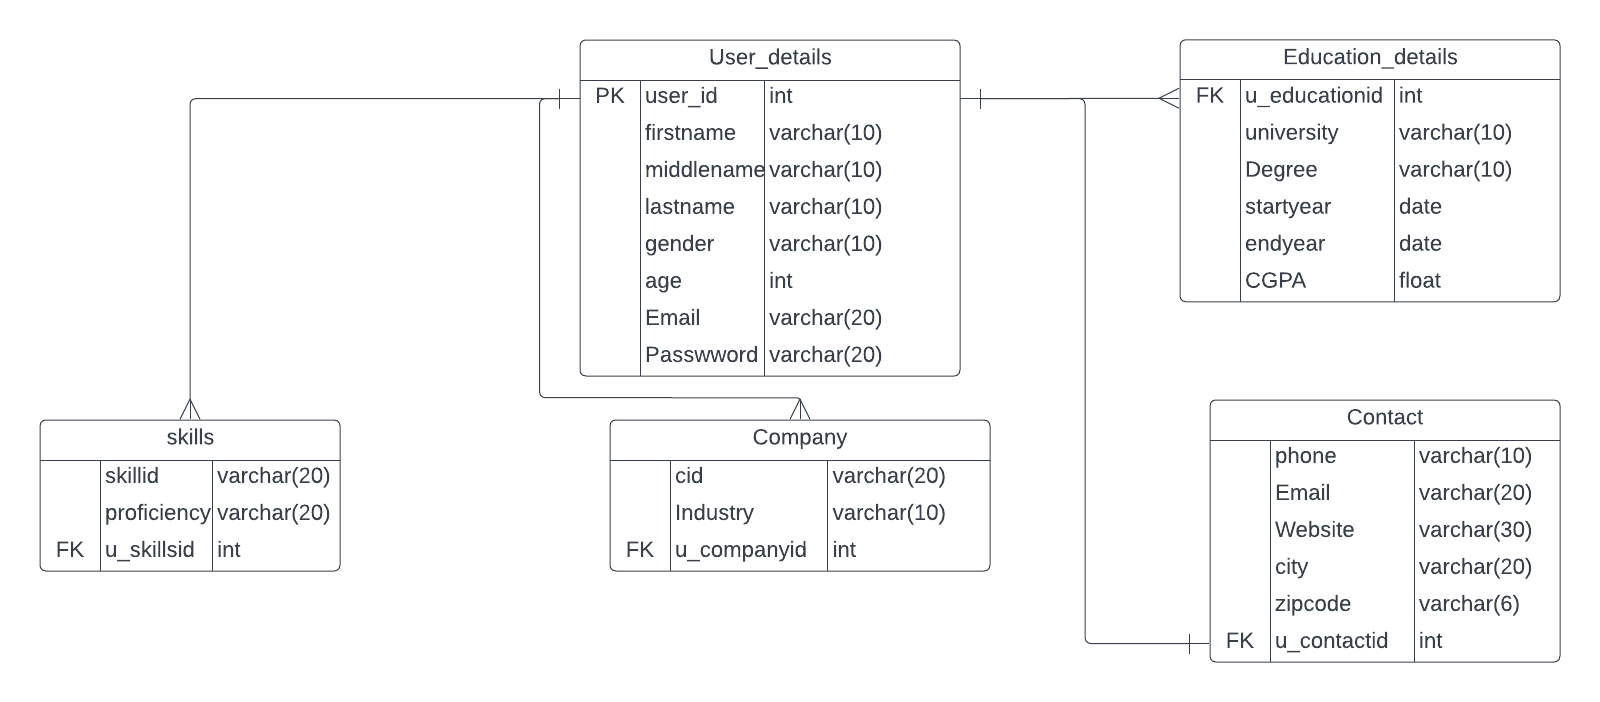 User_details
PK user_id int
firstname varchar(10)
middlename varchar(10)
lastname varchar(10)
gender varchar(10)
age int
Email varchar(20)
Passwword varchar(20)
Education_details
FK u_educationid int
university varchar(10)
Degree varchar(10)
startyear date
endyear date
CGPA float
skills
skillid varchar(20)
proficiency varchar(20)
FK u_skillsid int
Company
cid varchar(20)
Industry varchar(10)
FK u_companyid int
Contact
phone varchar(10)
Email varchar(20)
Website varchar(30)
city varchar(20)
zipcode varchar(6)
FK u_contactid int